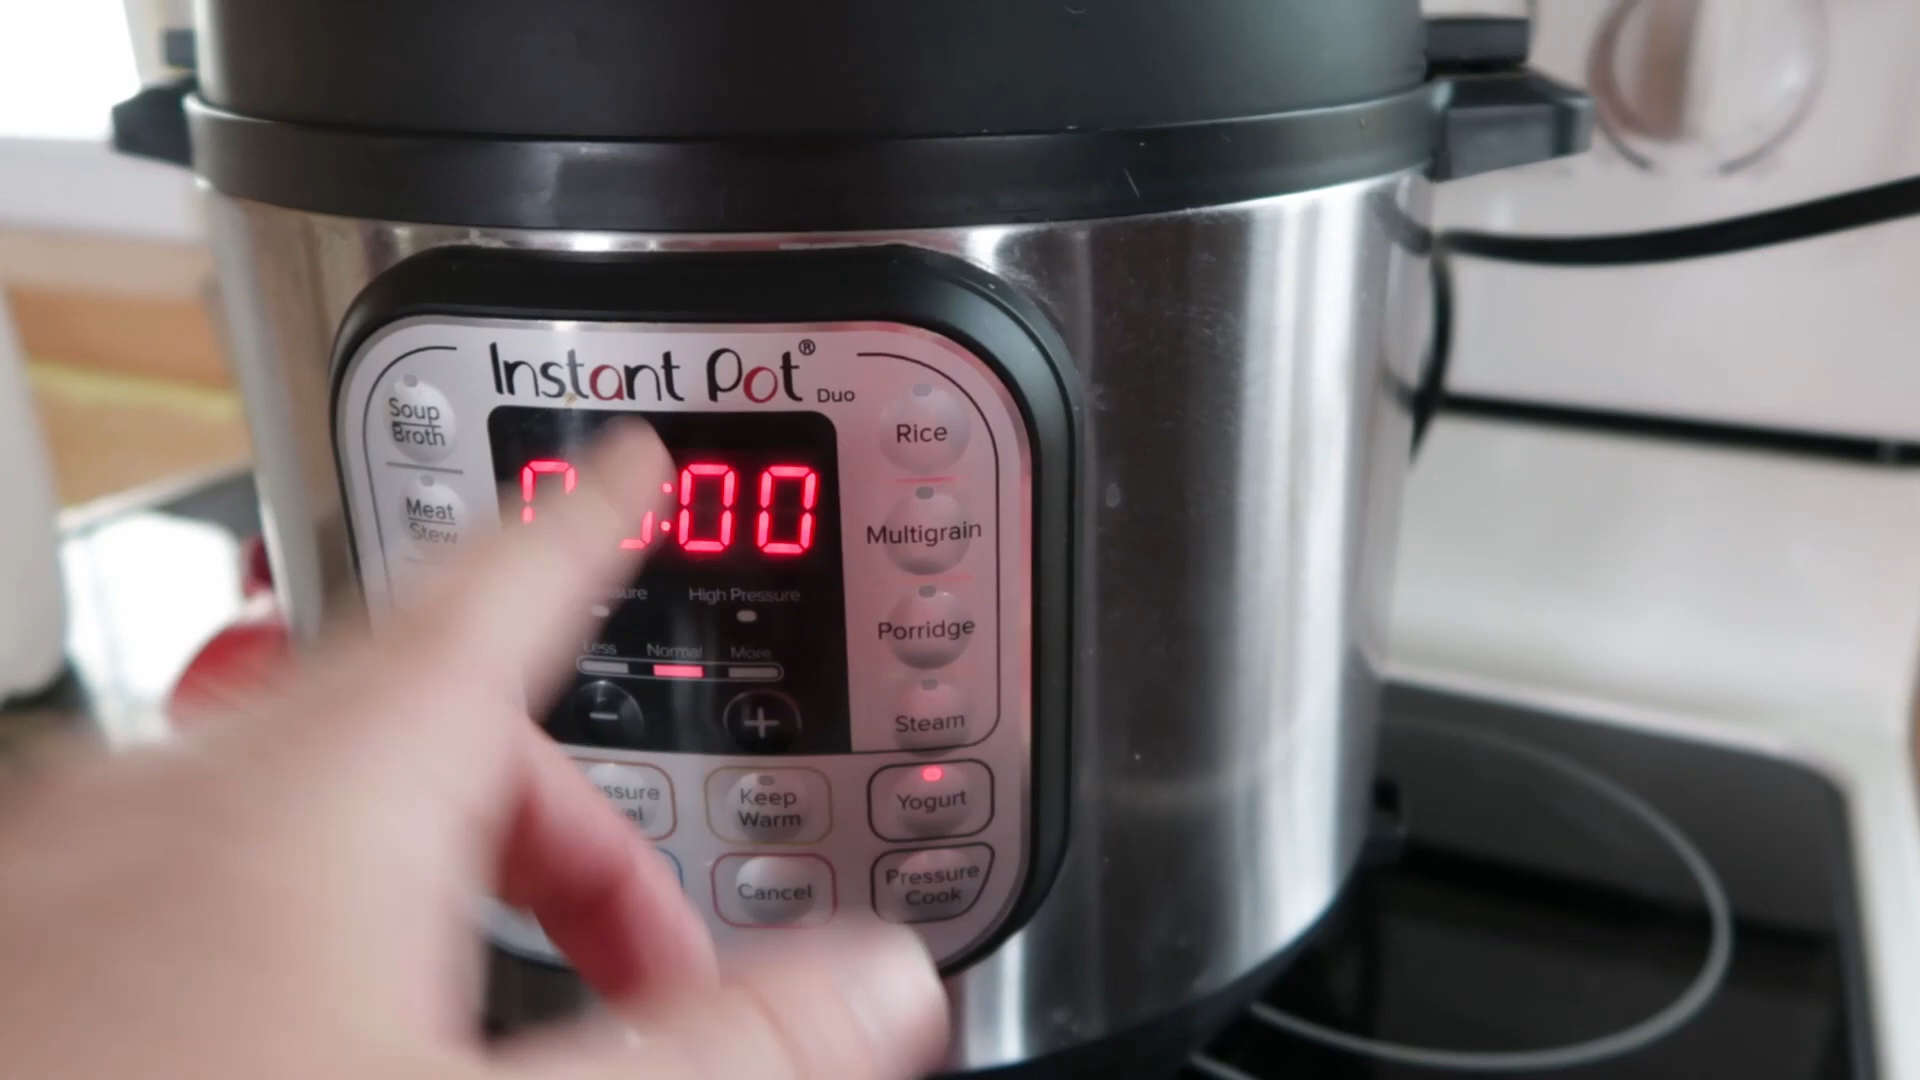 Instant Pot® Duo
Soup
Broth
Meat
Stew
:00
Rice
Multigrain
Porridge
Steam
High Pressure
Less Normal More
- +
Keep
Warm
Yogurt
Cancel
Pressure
Cook